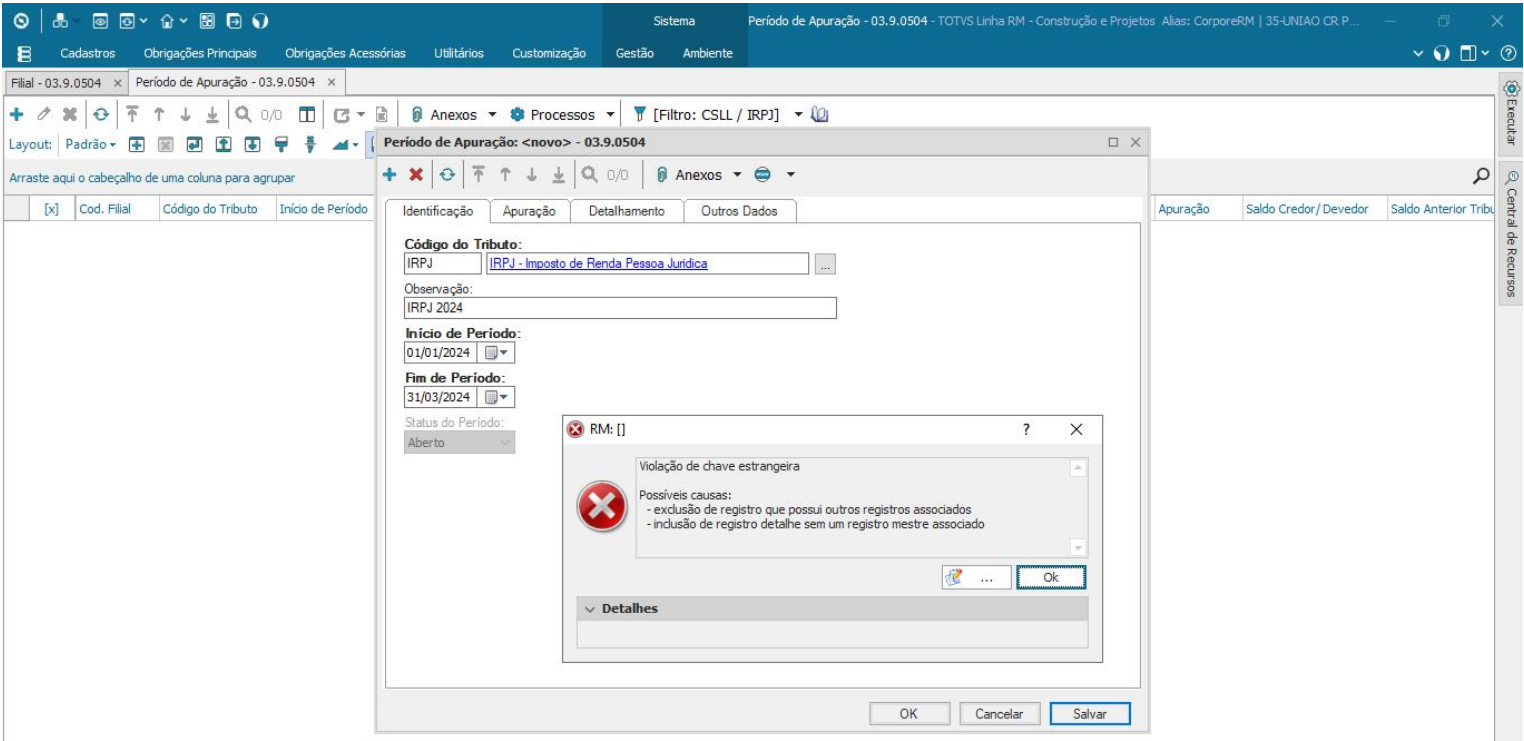 Sistema
Período de Apuração - 03.9.0504 - TOTVS Linha RM - Construção e Projetos Alias: CorporeRM | 35-UNIAO CR P...
Cadastros Obrigações Principais Obrigações Acessórias Utilitários Customização Gestão Ambiente
Filial - 03.9.0504 Período de Apuração - 03.9.0504
0/0 Anexos Processos [Filtro: CSLL / IRPJ]
Layout: Padrão
Arraste aqui o cabeçalho de uma coluna para agrupar
[x] Cod. Filial Código do Tributo Início de Período Apuração Saldo Credor/Devedor Saldo Anterior Tribu
Executar
Central de Recursos
Período de Apuração: <novo> - 03.9.0504
0/0 Anexos
Identificação Apuração Detalhamento Outros Dados
Código do Tributo:
IRPJ IRPJ - Imposto de Renda Pessoa Juridica ...
Observação:
IRPJ 2024
Início de Período:
01/01/2024
Fim de Período:
31/03/2024
Status do Período:
Aberto
RM: [] ?
Violação de chave estrangeira
Possíveis causas:
- exclusão de registro que possui outros registros associados
- inclusão de registro detalhe sem um registro mestre associado
... Ok
Detalhes
OK Cancelar Salvar